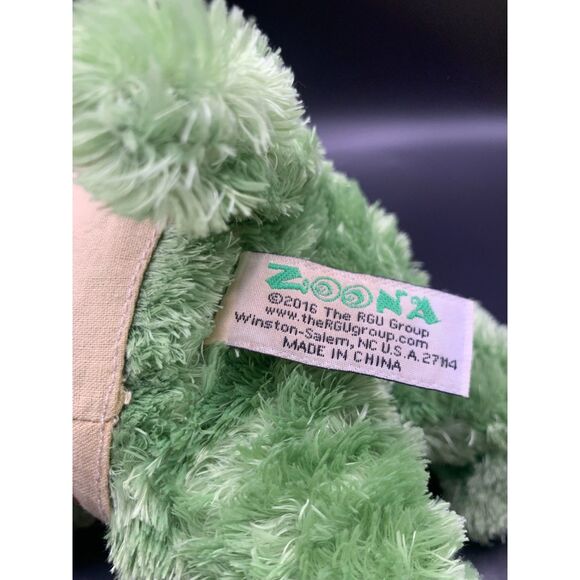 ZOONA
©2016 The RGU Group
www.theRGUgroup.com
Winston-Salem, NC U.S.A. 27114
MADE IN CHINA